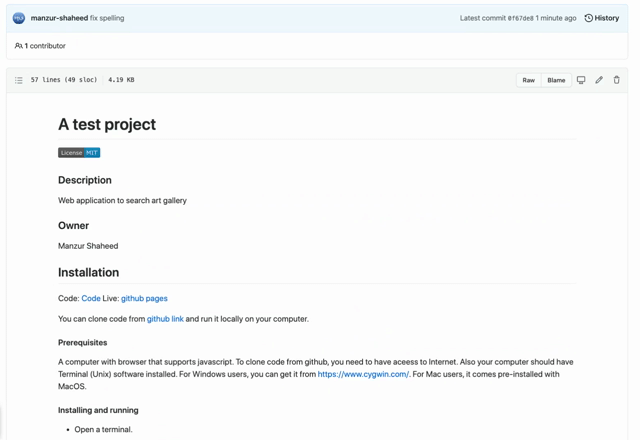 manzur-shaheed fix spelling Latest commit 0f67de8 1 minute ago History
1 contributor
57 lines (49 sloc) 4.19 KB Raw Blame
A test project
License MIT
Description
Web application to search art gallery
Owner
Manzur Shaheed
Installation
Code: Code Live: github pages
You can clone code from github link and run it locally on your computer.
Prerequisites
A computer with browser that supports javascript. To clone code from github, you need to have aceess to Internet. Also your computer should have
Terminal (Unix) software installed. For Windows users, you can get it from https://www.cygwin.com/. For Mac users, it comes pre-installed with
MacOS.
Installing and running
• Open a terminal.